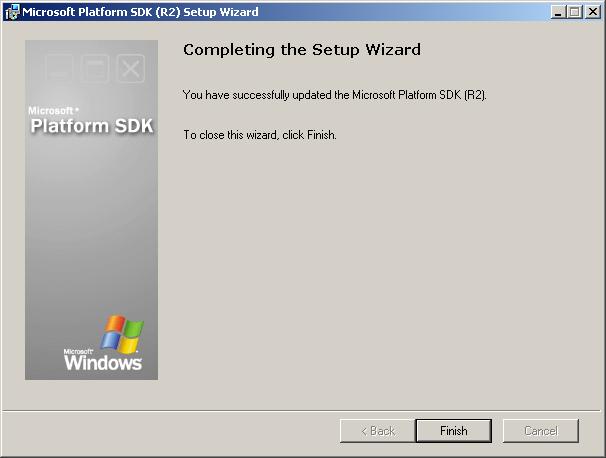 Microsoft Platform SDK (R2) Setup Wizard
Completing the Setup Wizard
You have successfully updated the Microsoft Platform SDK (R2).
To close this wizard, click Finish.
Microsoft®
Platform SDK
Microsoft®
Windows
< Back
Finish
Cancel